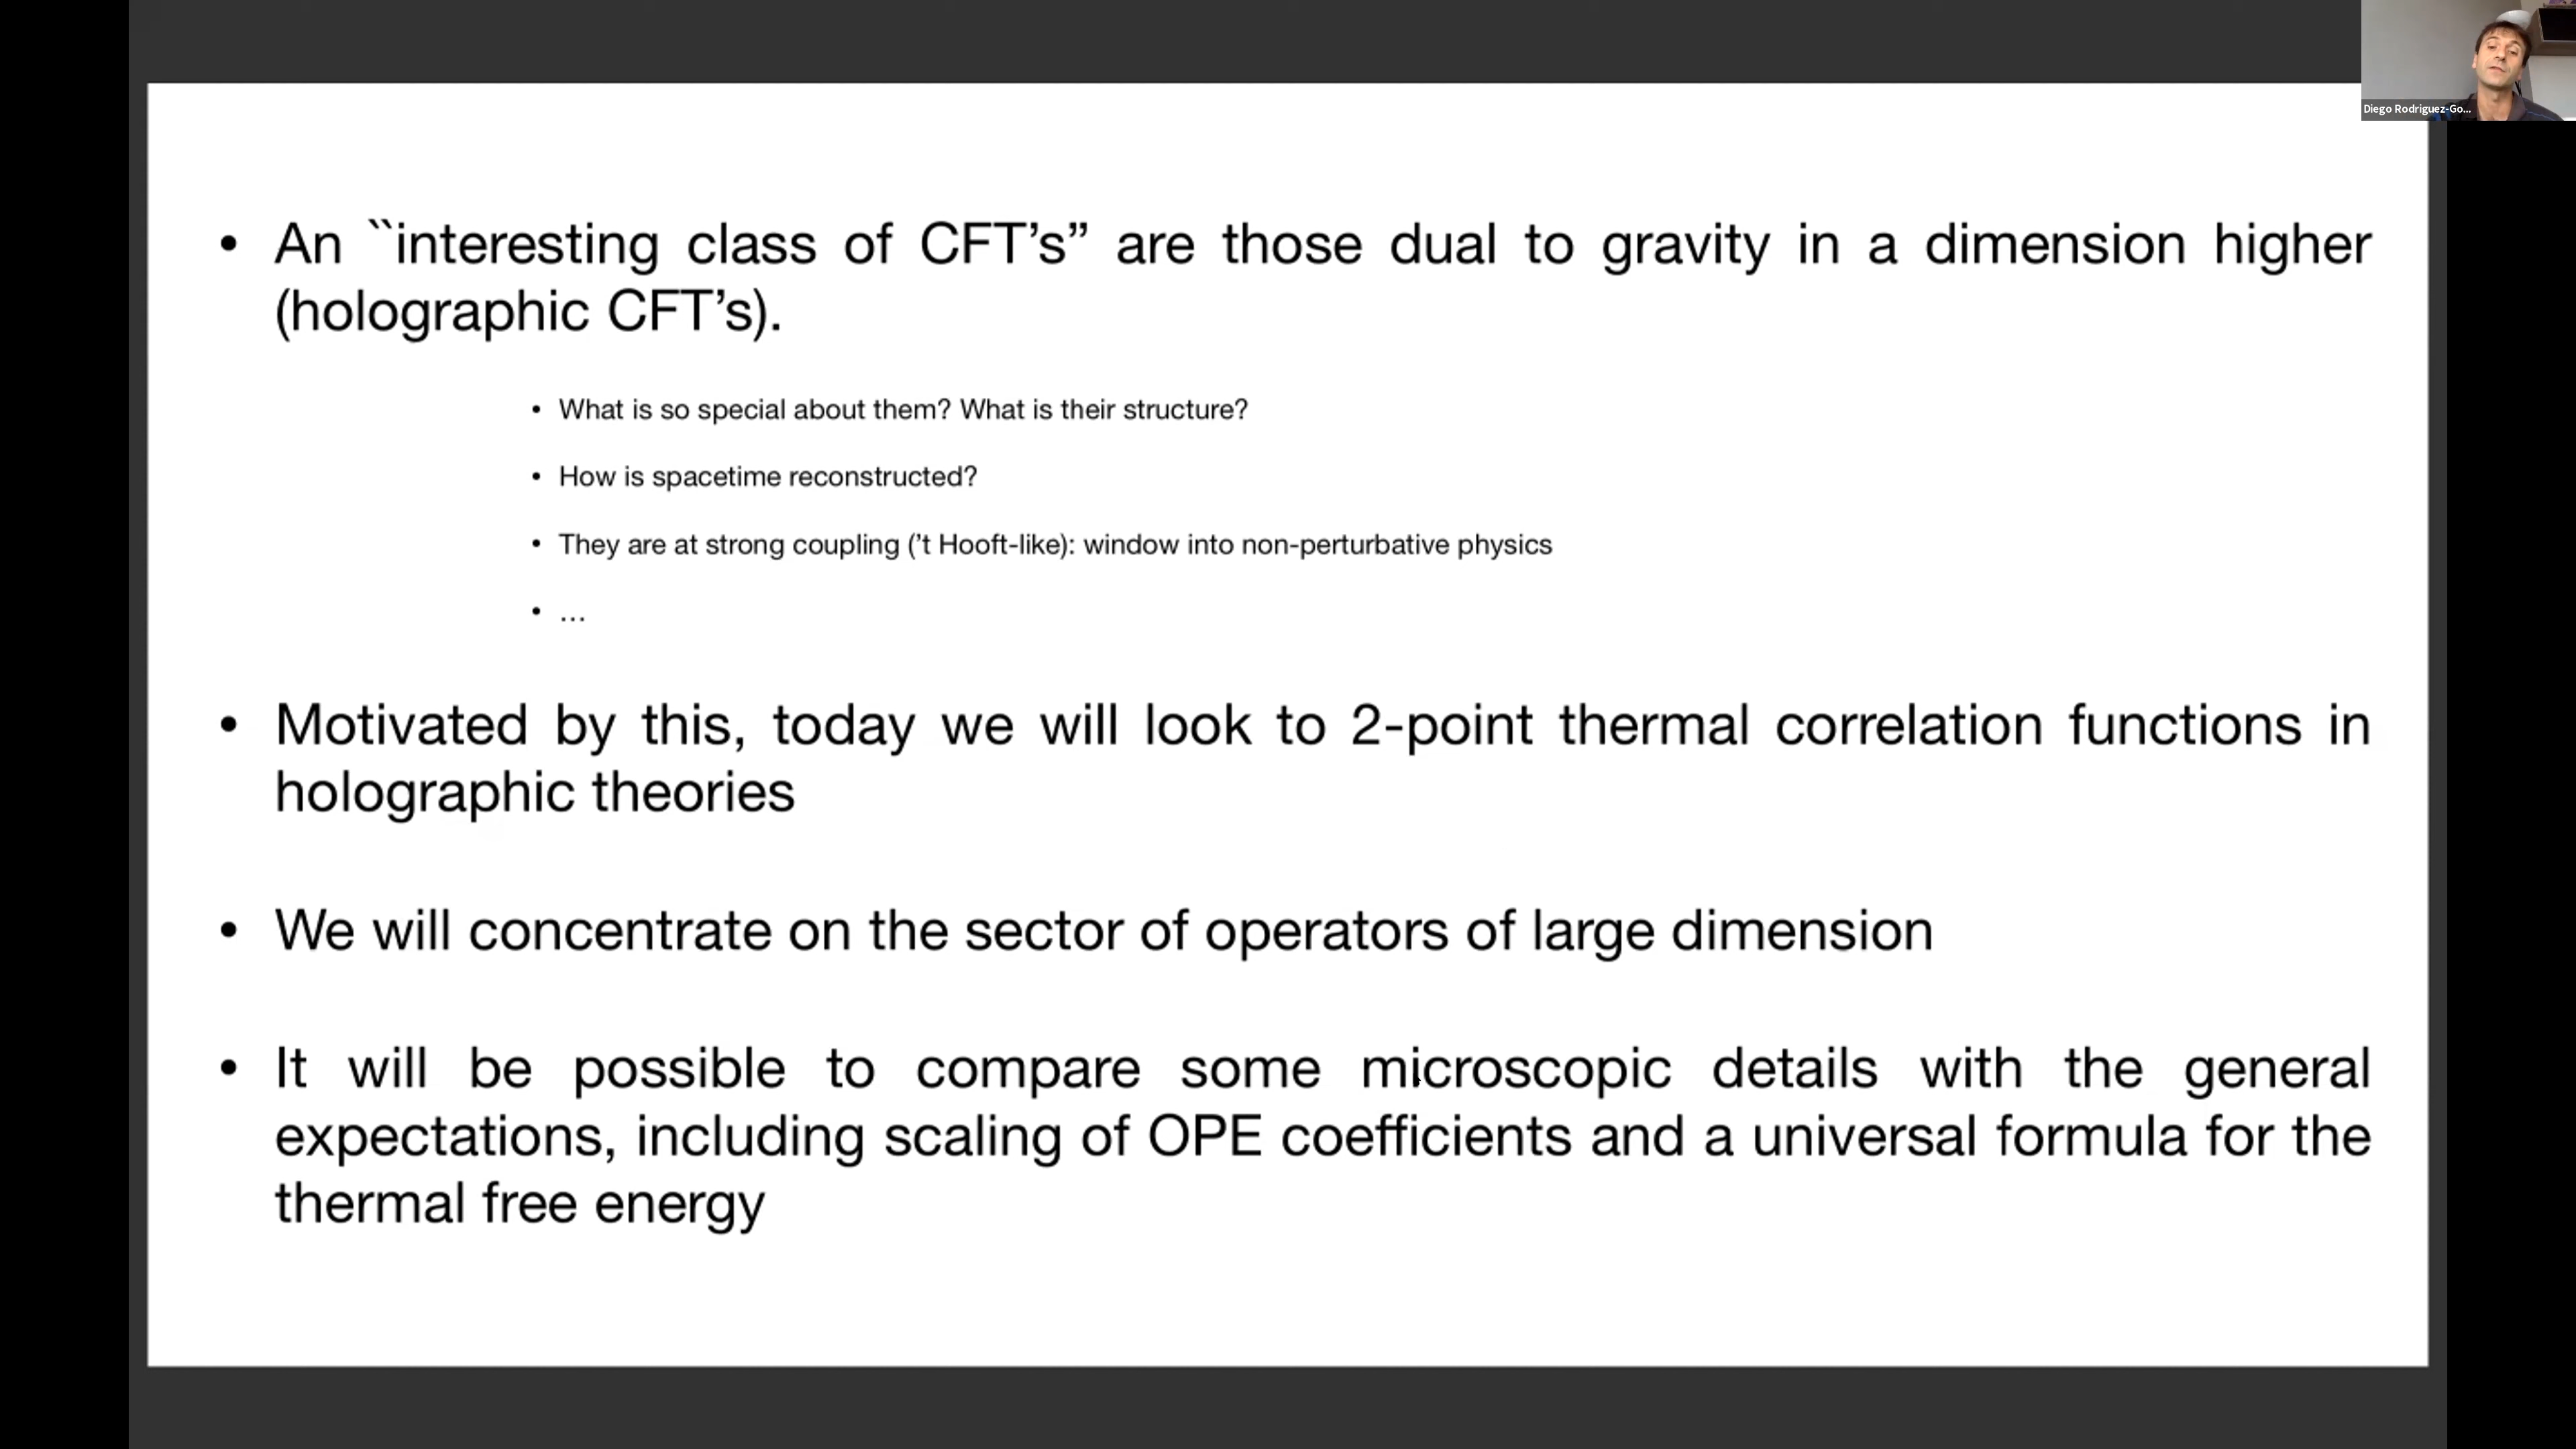 Diego Rodriguez-Go...
• An ``interesting class of CFT’s” are those dual to gravity in a dimension higher
(holographic CFT’s).
• What is so special about them? What is their structure?
• How is spacetime reconstructed?
• They are at strong coupling (’t Hooft-like): window into non-perturbative physics
• ...
• Motivated by this, today we will look to 2-point thermal correlation functions in
holographic theories
• We will concentrate on the sector of operators of large dimension
• It will be possible to compare some microscopic details with the general
expectations, including scaling of OPE coefficients and a universal formula for the
thermal free energy